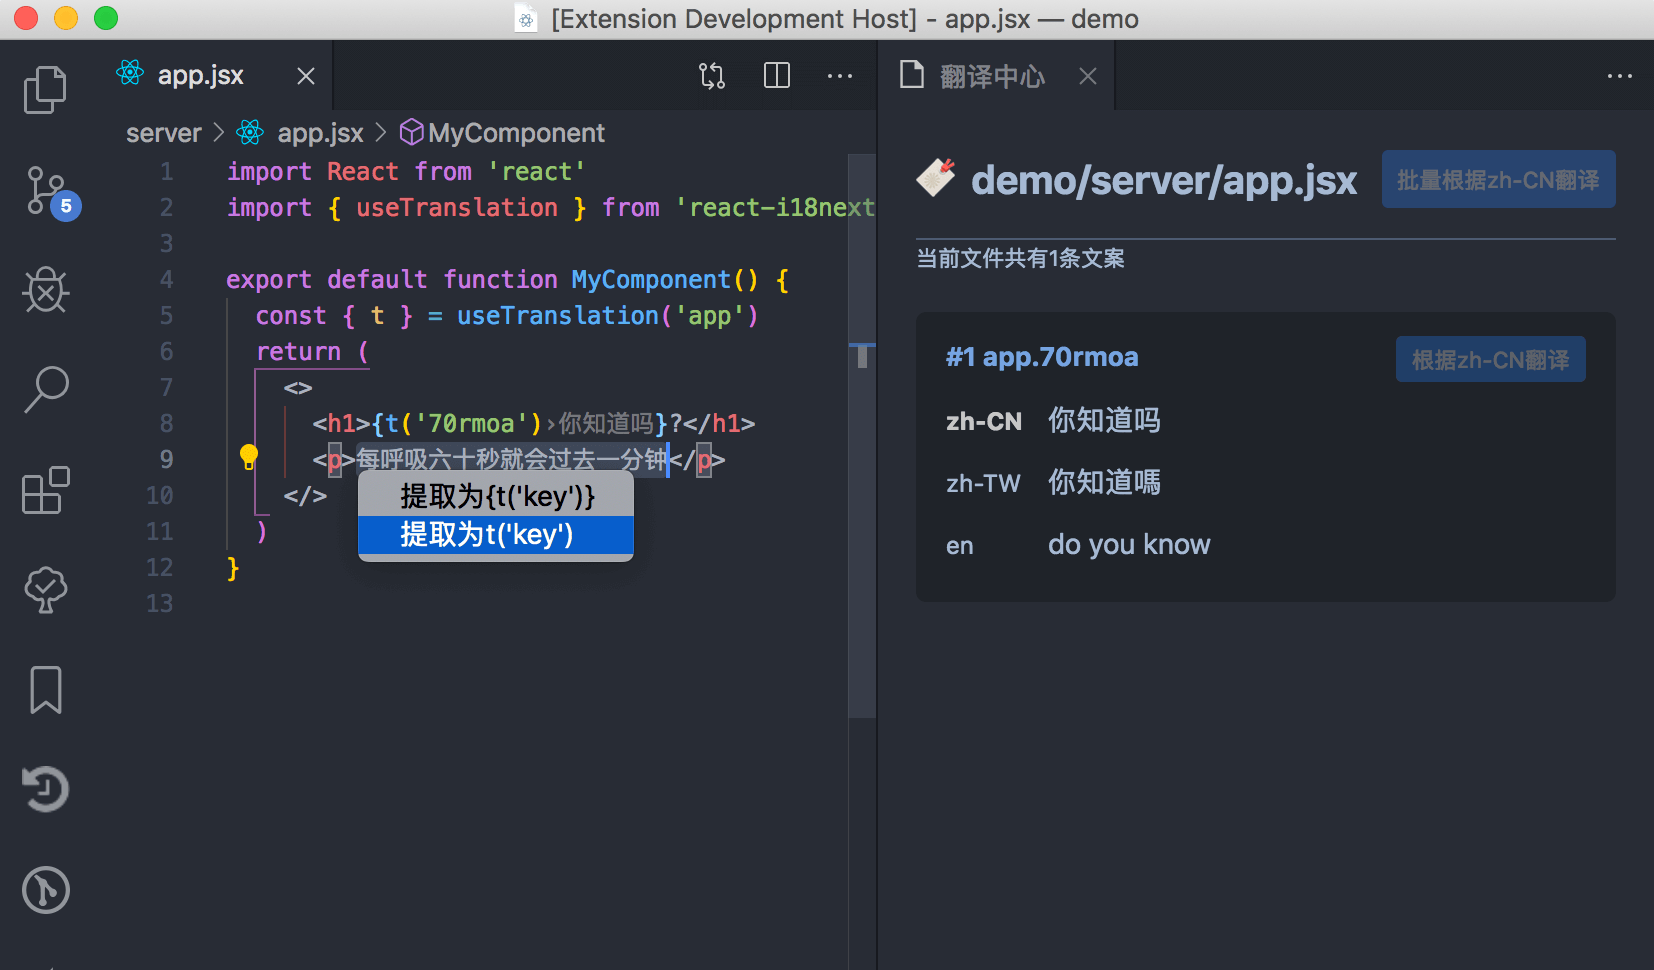 [Extension Development Host] - app.jsx — demo
app.jsx
翻译中心
server > app.jsx > MyComponent
1 import React from 'react'
2 import { useTranslation } from 'react-i18next
3
4 export default function MyComponent() {
5 const { t } = useTranslation('app')
6 return (
7 <>
8 <h1>{t('70rmoa')›你知道吗}?</h1>
9 <p>每呼吸六十秒就会过去一分钟</p>
10 </>
11 )
12 }
13
提取为{t('key')}
提取为t('key')
5
demo/server/app.jsx
批量根据zh-CN翻译
当前文件共有1条文案
#1 app.70rmoa
根据zh-CN翻译
zh-CN 你知道吗
zh-TW 你知道嗎
en do you know